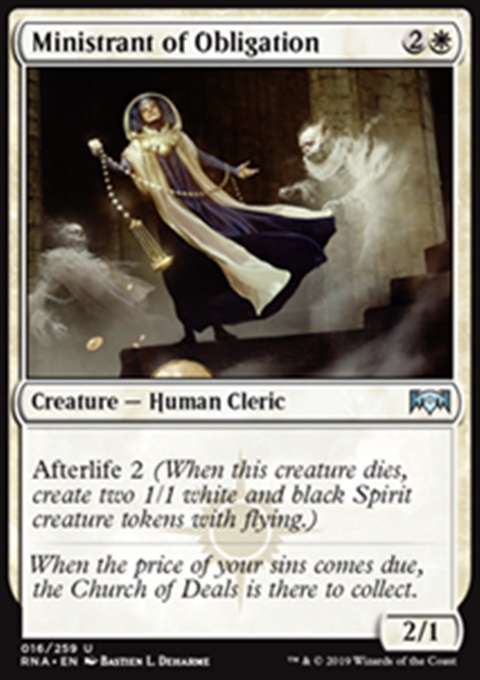 Ministrant of Obligation 2
Creature — Human Cleric
Afterlife 2 (When this creature dies,
create two 1/1 white and black Spirit
creature tokens with flying.)
When the price of your sins comes due,
the Church of Deals is there to collect.
2/1
016/259 U
RNA • EN Bastien L. Deharme
™ & © 2019 Wizards of the Coast